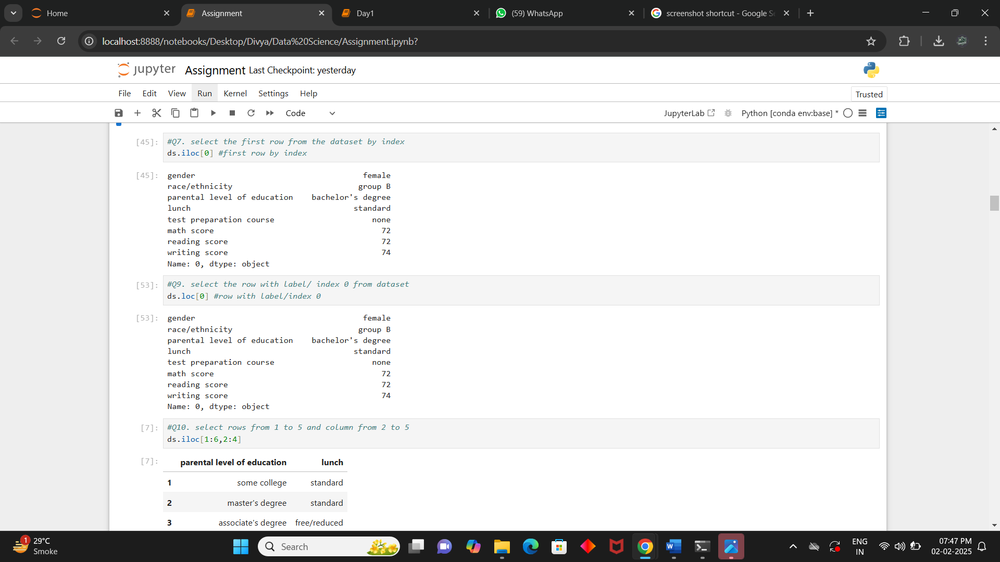 Home
Assignment
Day1
(59) WhatsApp
screenshot shortcut - Google Se
localhost:8888/notebooks/Desktop/Divya/Data%20Science/Assignment.ipynb?
jupyter Assignment Last Checkpoint: yesterday
File Edit View Run Kernel Settings Help
Trusted
Code
JupyterLab
Python [conda env:base] *
[45]: #Q7. select the first row from the dataset by index
ds.iloc[0] #first row by index
[45]: gender female
race/ethnicity group B
parental level of education bachelor's degree
lunch standard
test preparation course none
math score 72
reading score 72
writing score 74
Name: 0, dtype: object
[53]: #Q9. select the row with label/ index 0 from dataset
ds.loc[0] #row with label/index 0
[53]: gender female
race/ethnicity group B
parental level of education bachelor's degree
lunch standard
test preparation course none
math score 72
reading score 72
writing score 74
Name: 0, dtype: object
[7]: #Q10. select rows from 1 to 5 and column from 2 to 5
ds.iloc[1:6,2:4]
[7]: parental level of education lunch
1 some college standard
2 master's degree standard
3 associate's degree free/reduced
1
29°C
Smoke
Search
W
ENG
IN
07:47 PM
02-02-2025